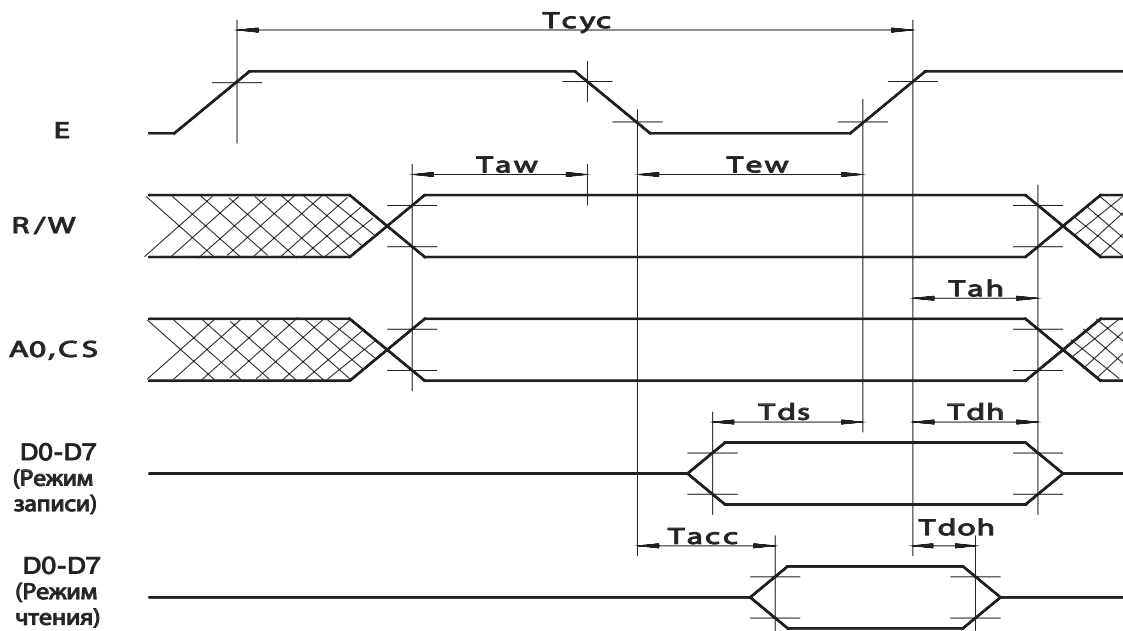 Tcyc
E
Taw
Tew
R/W
Tah
A0,CS
Tds
Tdh
D0-D7
(Режим
записи)
Tacc
Tdoh
D0-D7
(Режим
чтения)